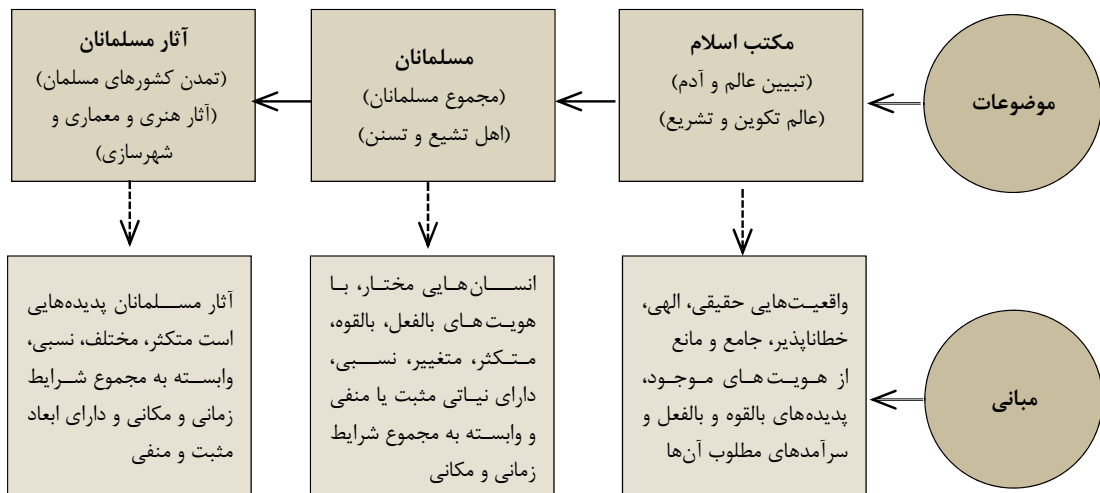 موضوعات
مکتب اسلام
(تبیین عالم و آدم)
(عالم تکوین و تشریع)
مسلمانان
(مجموع مسلمانان)
(اهل تشیع و تسنن)
آثار مسلمانان
(تمدن کشورهای مسلمان)
(آثار هنری و معماری و
شهرسازی)
مبانی
واقعیت‌هایی حقیقی، الهی،
خطاناپذیر، جامع و مانع
از هویت‌های موجود،
پدیده‌های بالقوه و بالفعل و
سرآمدهای مطلوب آن‌ها
انسان‌هایی مختار، با
هویت‌های بالفعل، بالقوه،
متکثر، متغییر، نسبی،
دارای نیاتی مثبت یا منفی
و وابسته به مجموع شرایط
زمانی و مکانی
آثار مسلمانان پدیده‌هایی
است متکثر، مختلف، نسبی،
وابسته به مجموع شرایط
زمانی و مکانی و دارای ابعاد
مثبت و منفی